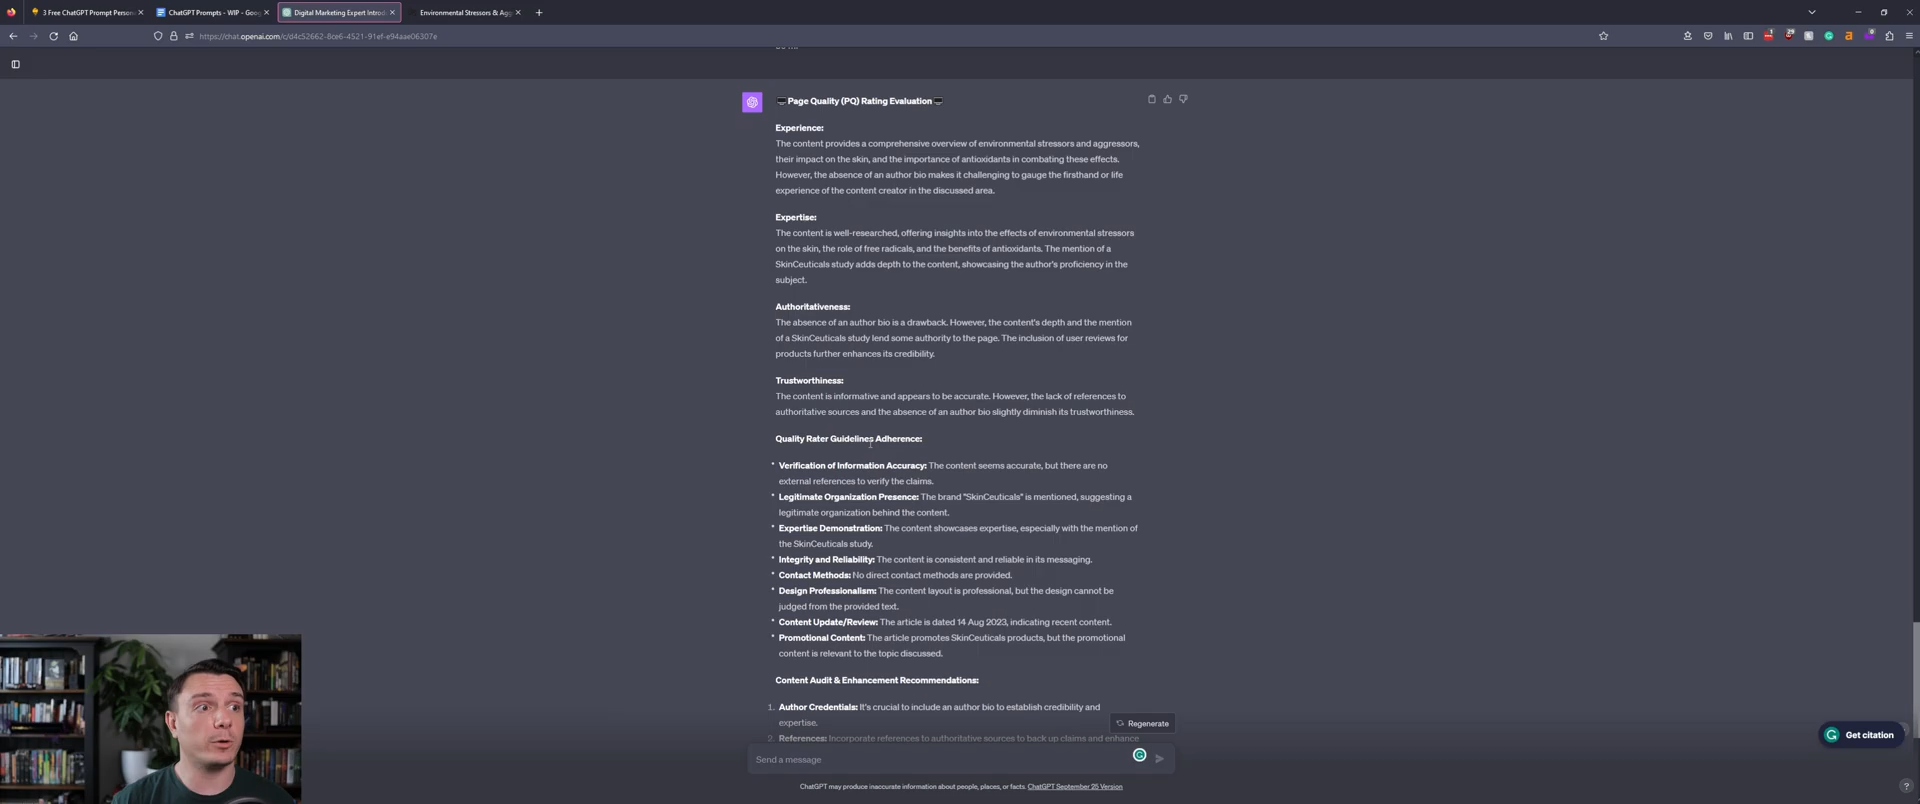 3 Free ChatGPT Prompt Person
ChatGPT Prompts - WIP - Goog
Digital Marketing Expert Introd
Environmental Stressors & Agg
https://chat.openai.com/c/d4c52662-8ce6-4521-91ef-e94aae06307e
Page Quality (PQ) Rating Evaluation
Experience:
The content provides a comprehensive overview of environmental stressors and aggressors,
their impact on the skin, and the importance of antioxidants in combating these effects.
However, the absence of an author bio makes it challenging to gauge the firsthand or life
experience of the content creator in the discussed area.
Expertise:
The content is well-researched, offering insights into the effects of environmental stressors
on the skin, the role of free radicals, and the benefits of antioxidants. The mention of a
SkinCeuticals study adds depth to the content, showcasing the author's proficiency in the
subject.
Authoritativeness:
The absence of an author bio is a drawback. However, the content's depth and the mention
of a SkinCeuticals study lend some authority to the page. The inclusion of user reviews for
products further enhances its credibility.
Trustworthiness:
The content is informative and appears to be accurate. However, the lack of references to
authoritative sources and the absence of an author bio slightly diminish its trustworthiness.
Quality Rater Guidelines Adherence:
• Verification of Information Accuracy: The content seems accurate, but there are no
external references to verify the claims.
• Legitimate Organization Presence: The brand "SkinCeuticals" is mentioned, suggesting a
legitimate organization behind the content.
• Expertise Demonstration: The content showcases expertise, especially with the mention of
the SkinCeuticals study.
• Integrity and Reliability: The content is consistent and reliable in its messaging.
• Contact Methods: No direct contact methods are provided.
• Design Professionalism: The content layout is professional, but the design cannot be
judged from the provided text.
• Content Update/Review: The article is dated 14 Aug 2023, indicating recent content.
• Promotional Content: The article promotes SkinCeuticals products, but the promotional
content is relevant to the topic discussed.
Content Audit & Enhancement Recommendations:
1. Author Credentials: It's crucial to include an author bio to establish credibility and
expertise.
2. References: Incorporate references to authoritative sources to back up claims and enhance
Regenerate
Get citation
Send a message
ChatGPT may produce inaccurate information about people, places, or facts. ChatGPT September 25 Version
?